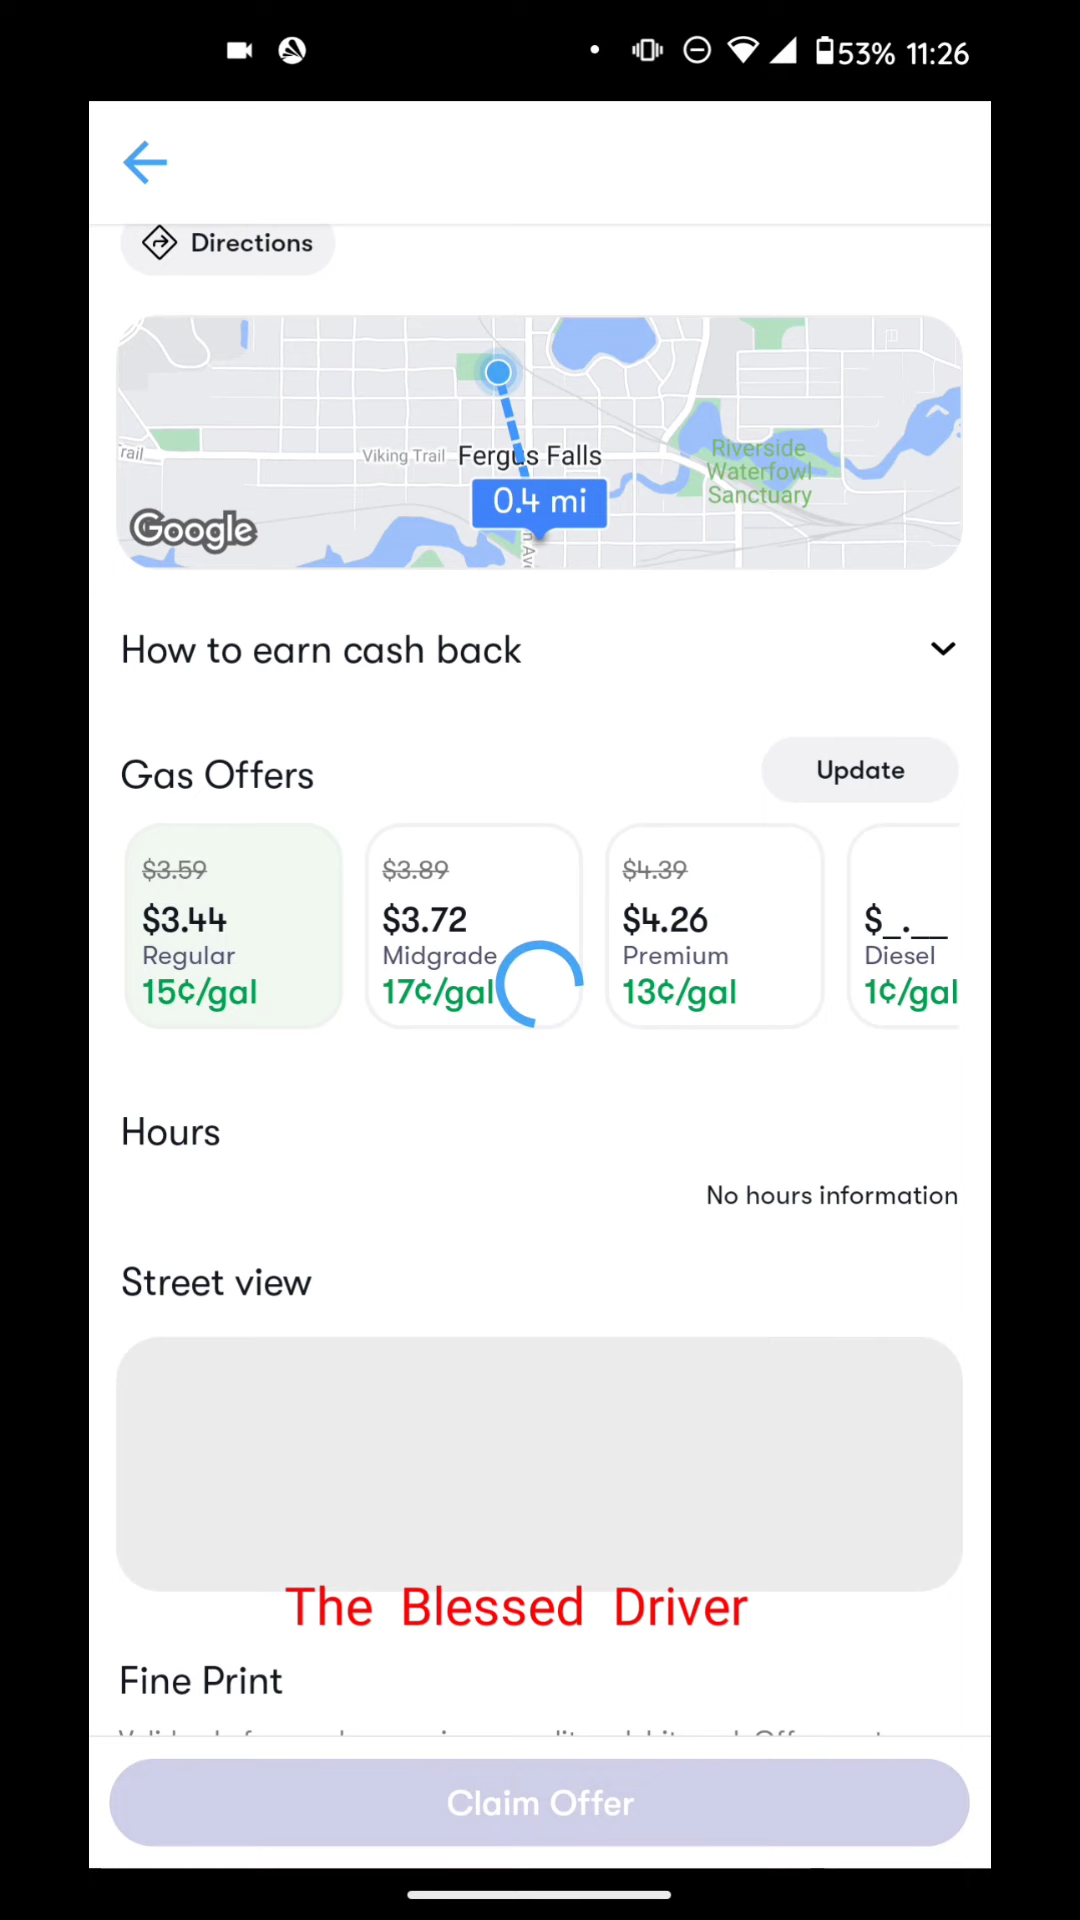 53% 11:26
Directions
rail
Viking Trail
Fergus Falls
Riverside
Waterfowl
Sanctuary
0.4 mi
Google
n Ave
How to earn cash back
Gas Offers
Update
$3.59
$3.44
Regular
15¢/gal
$3.89
$3.72
Midgrade
17¢/gal
$4.39
$4.26
Premium
13¢/gal
$_.__
Diesel
1¢/gal
Hours
No hours information
Street view
The Blessed Driver
Fine Print
Claim Offer